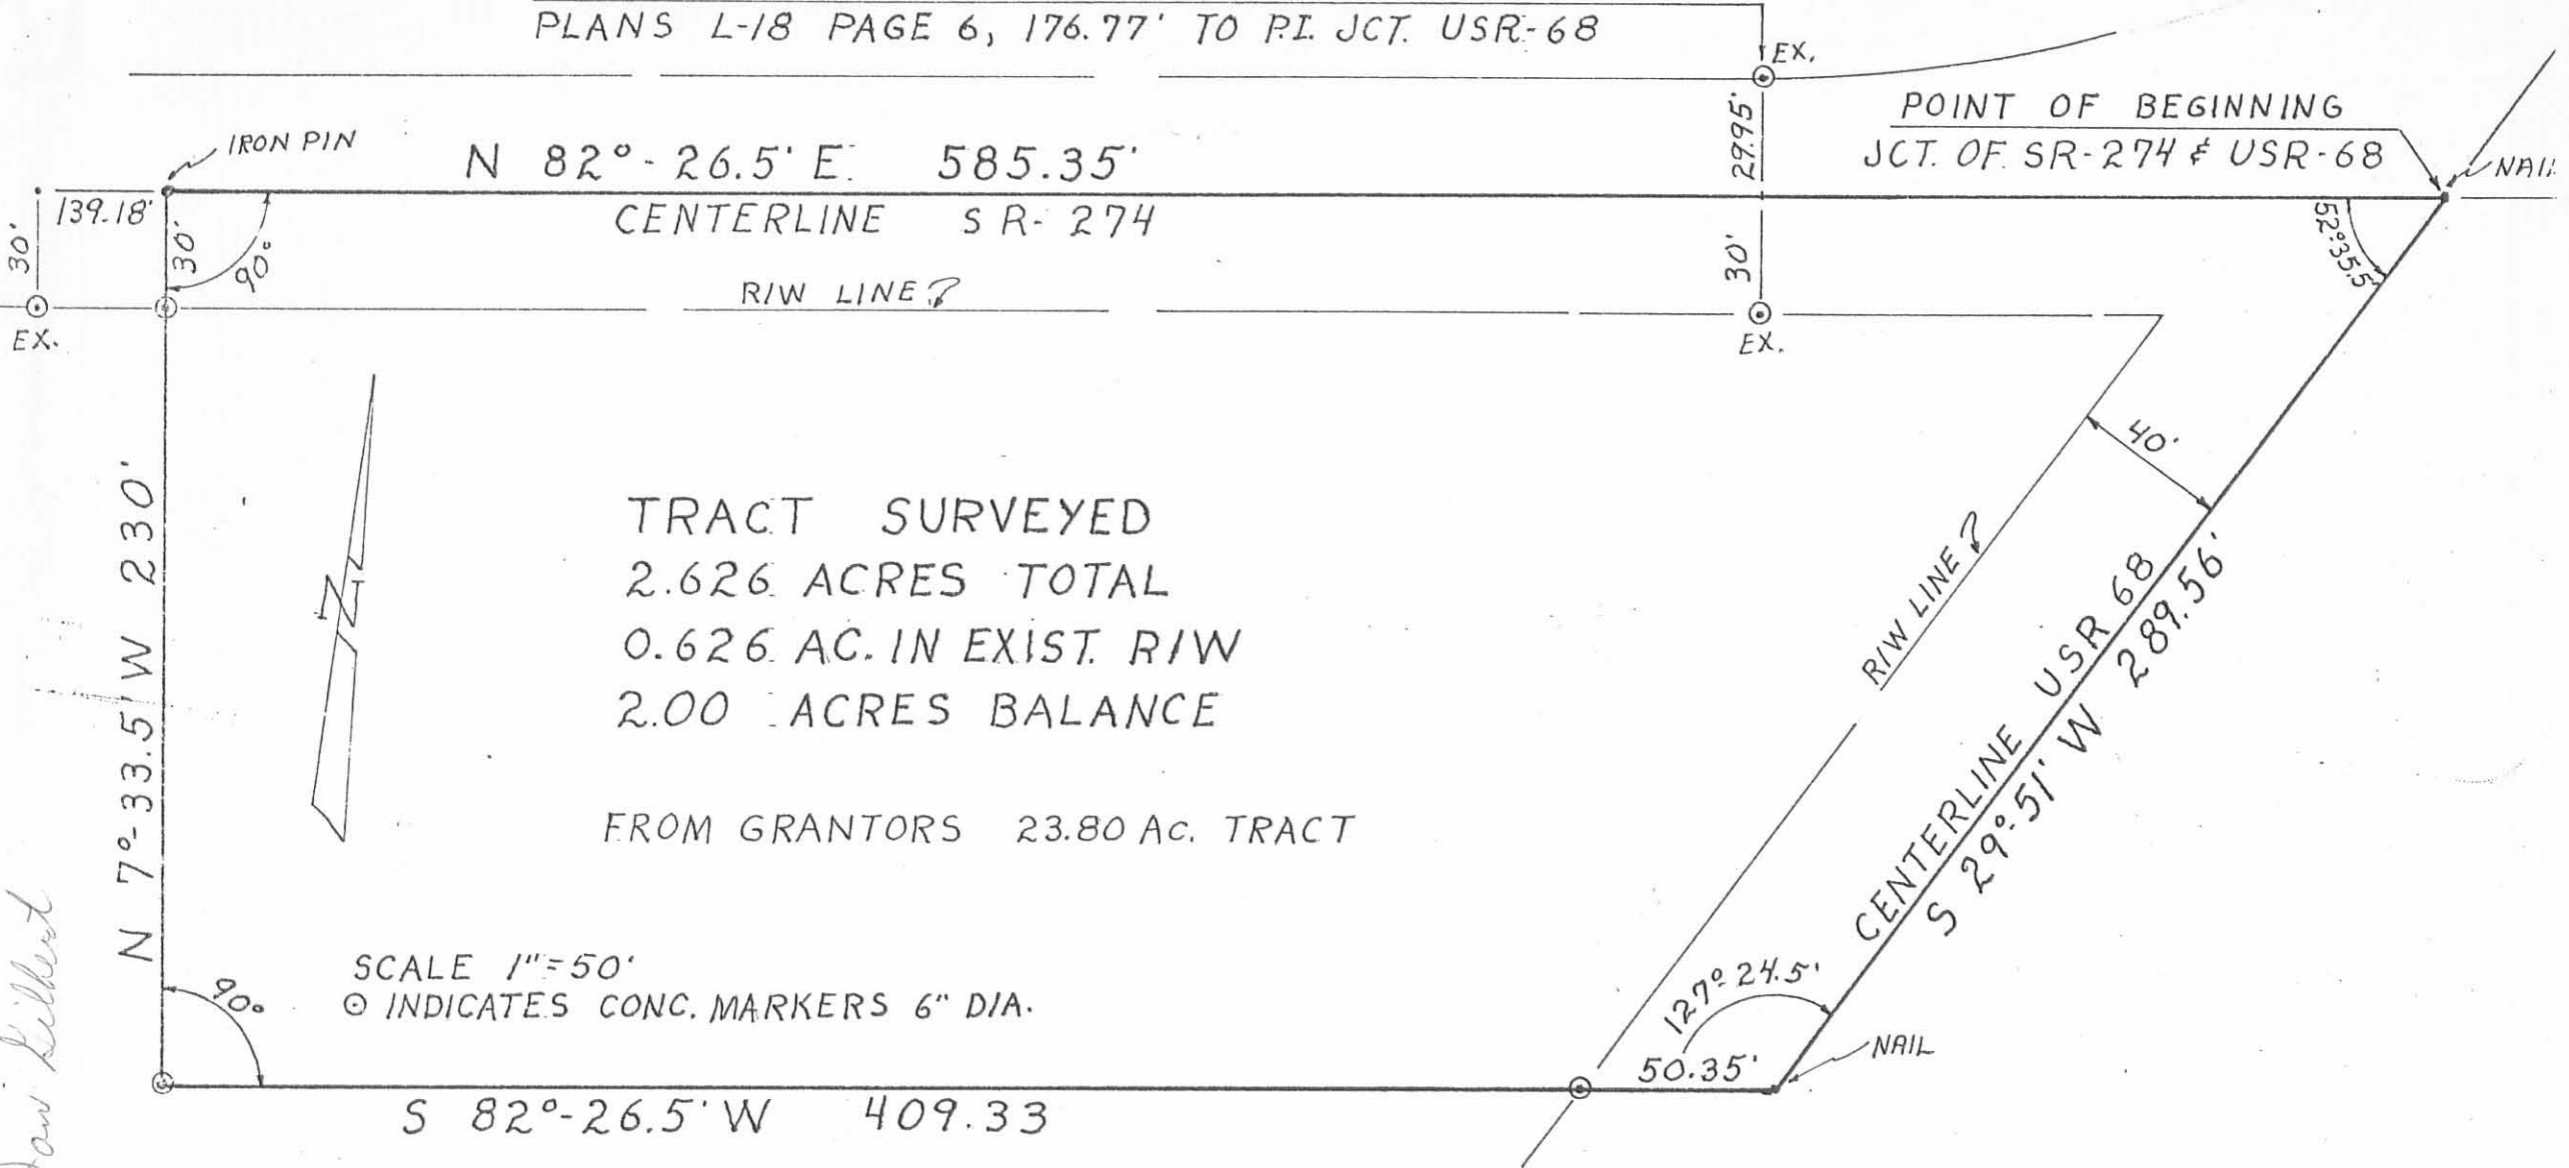 PLANS L-18 PAGE 6, 176.77' TO P.I. JCT. USR-68
EX.
29.95'
POINT OF BEGINNING
JCT. OF SR-274 & USR-68
NAIL
IRON PIN
N 82°-26.5' E. 585.35'
139.18'
30'
30'
90°
CENTERLINE SR-274
30'
52°35.5'
R/W LINE
EX.
EX.
40'
N 7°-33.5' W 230'
N
TRACT SURVEYED
2.626 ACRES TOTAL
0.626 AC. IN EXIST. R/W
2.00 ACRES BALANCE
R/W LINE
CENTERLINE USR 68
S 29°-51' W 289.56'
FROM GRANTORS 23.80 AC. TRACT
SCALE 1"=50'
⊙ INDICATES CONC. MARKERS 6" DIA.
90°
127° 24.5'
50.35'
NAIL
S 82°-26.5' W 409.33